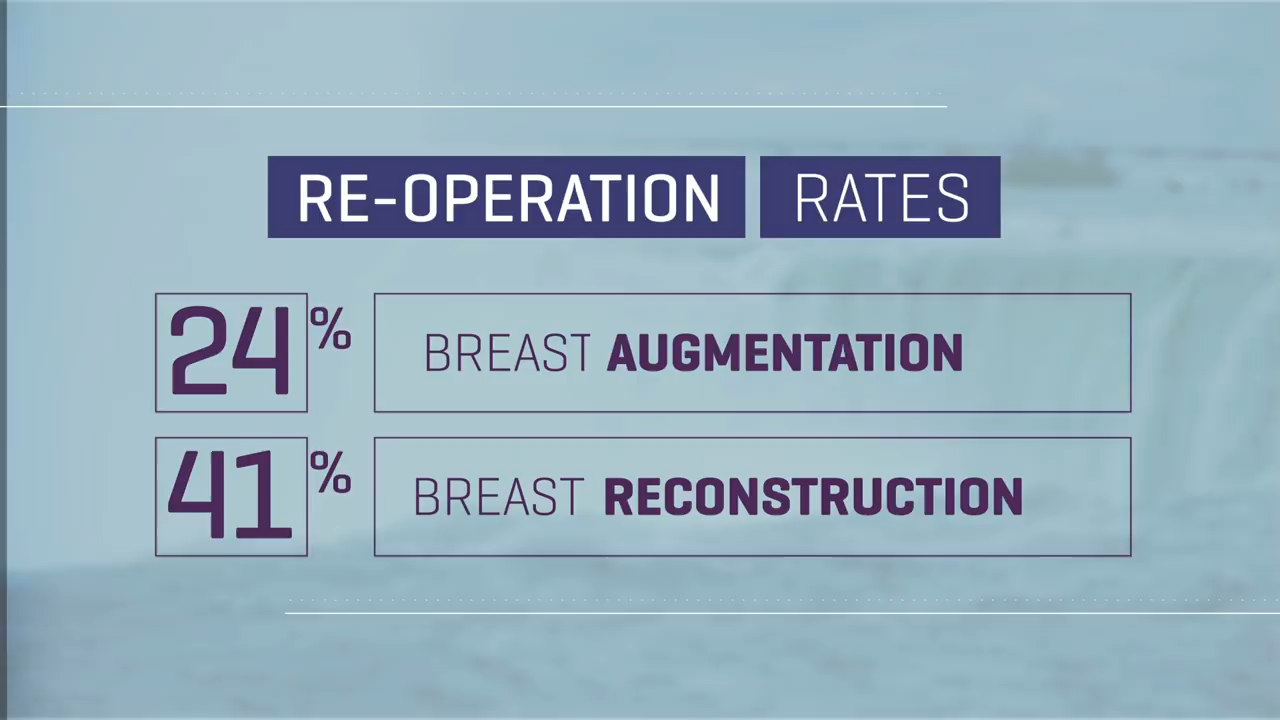 RE-OPERATION RATES
24% BREAST AUGMENTATION
41% BREAST RECONSTRUCTION